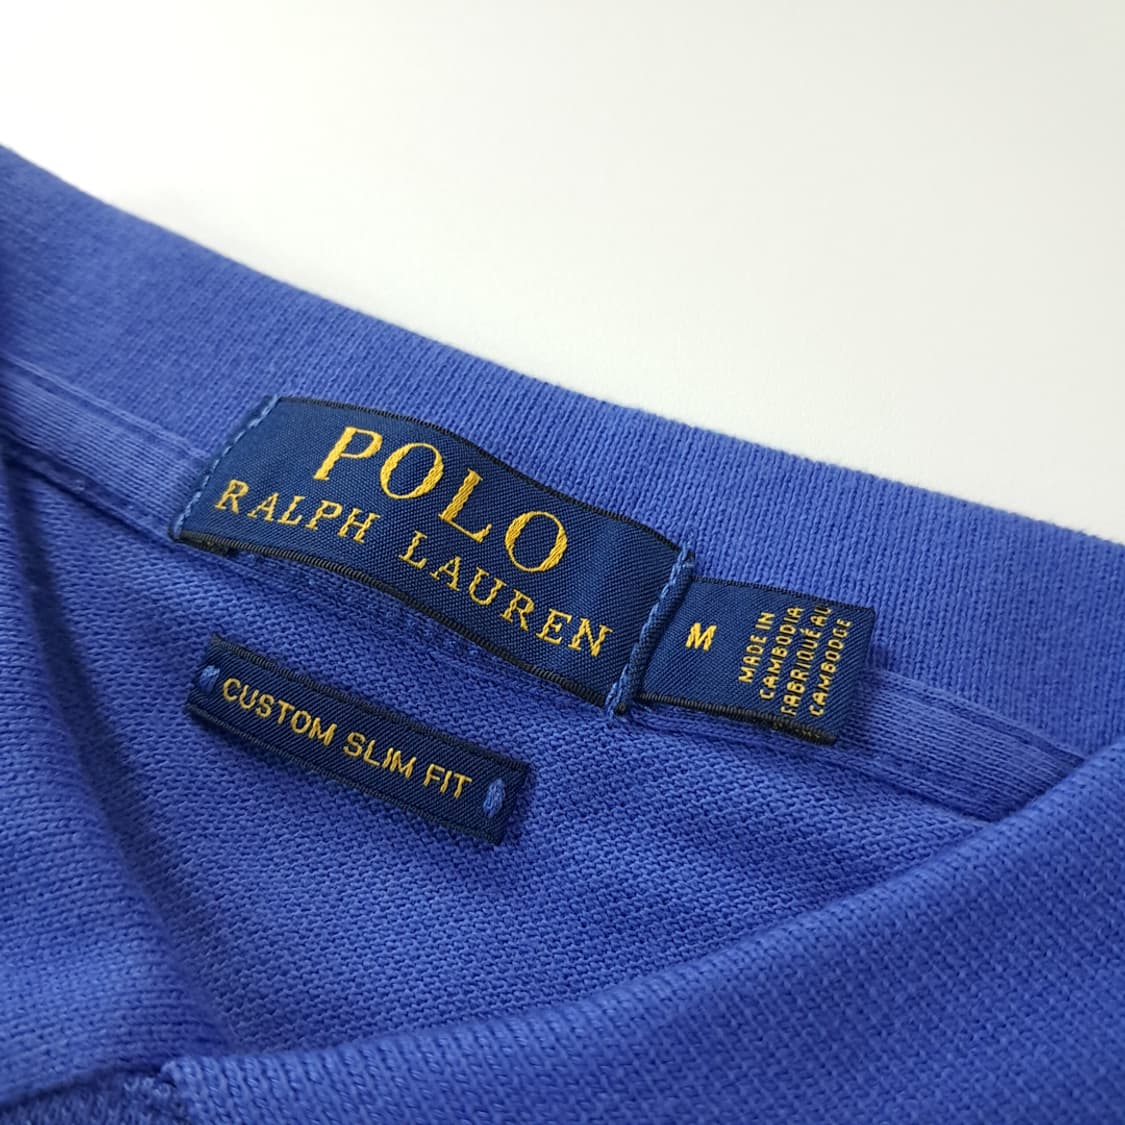 POLO
RALPH LAUREN
M
MADE IN
CAMBODIA
FABRIQUÉ AU
CAMBODGE
CUSTOM SLIM FIT